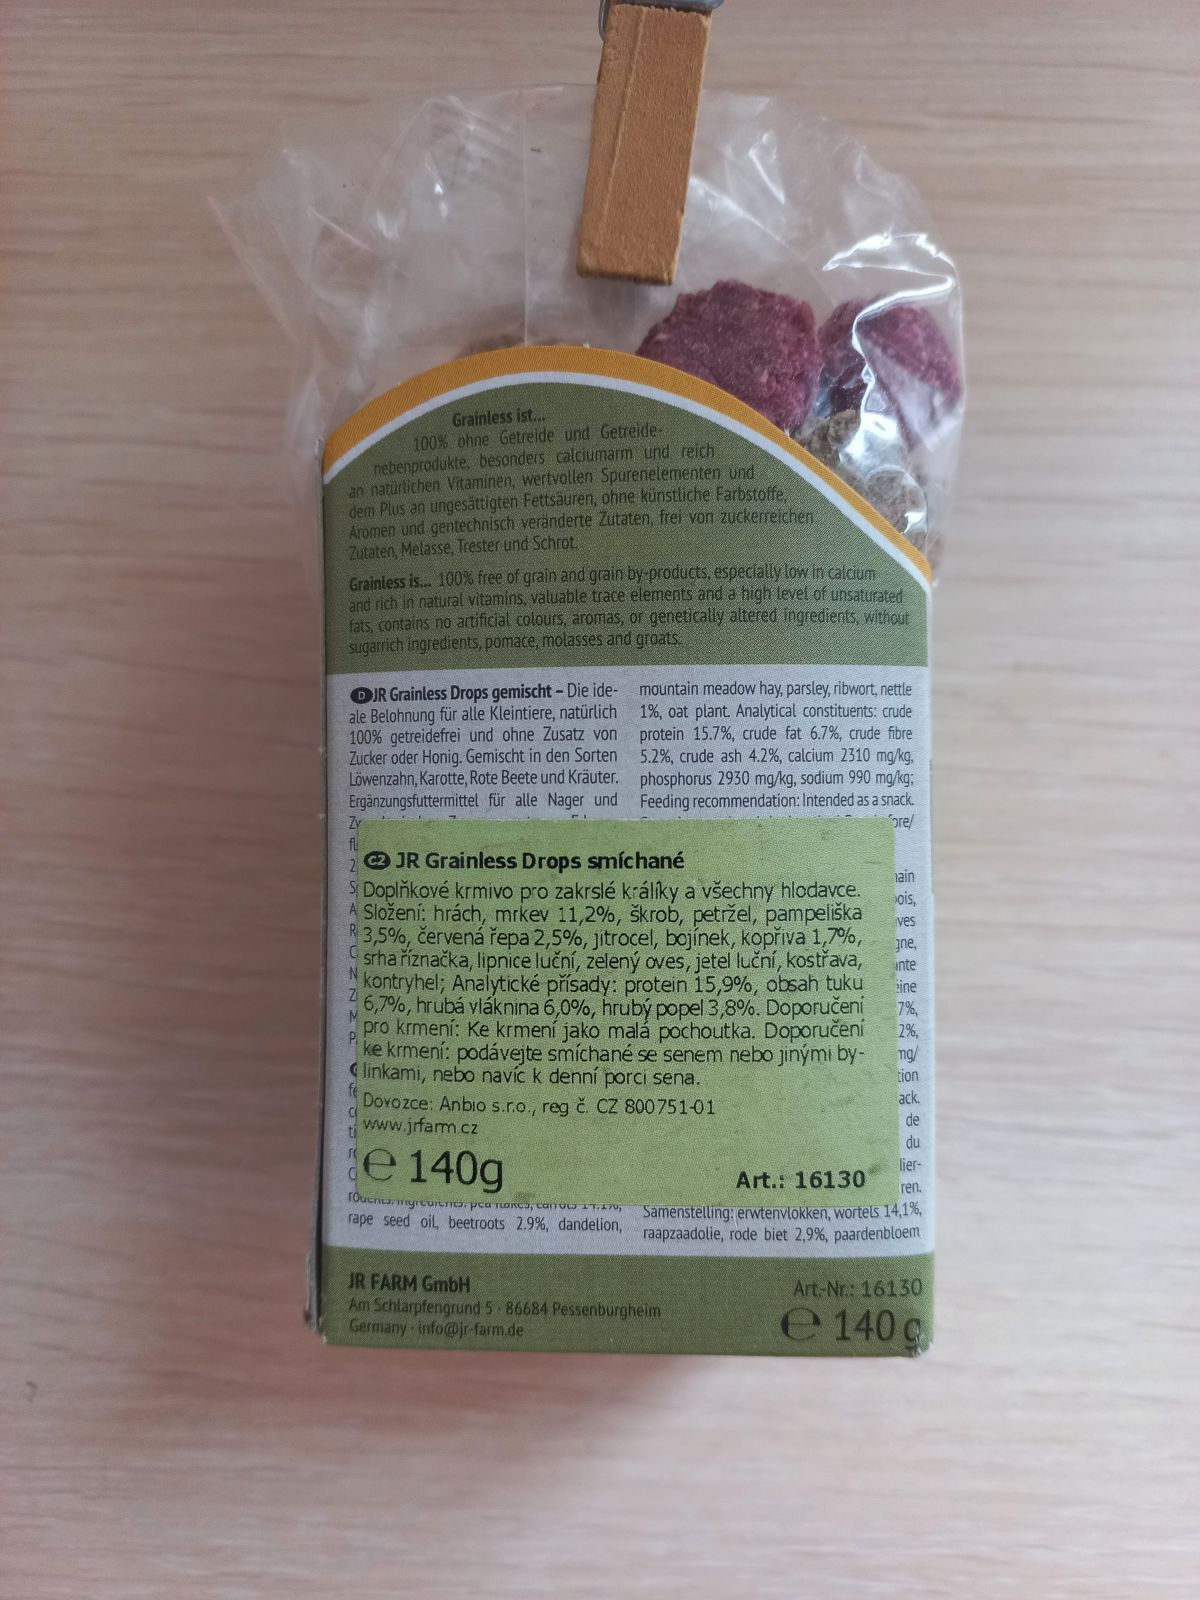 Grainless ist...
100% ohne Getreide und Getreide-
nebenprodukte, besonders calciumarm und reich
an natürlichen Vitaminen, wertvollen Spurenelementen und
dem Plus an ungesättigten Fettsäuren, ohne künstliche Farbstoffe,
Aromen und gentechnisch veränderte Zutaten, frei von zuckerreichen
Zutaten, Melasse, Trester und Schrot.
Grainless is... 100% free of grain and grain by-products, especially low in calcium
and rich in natural vitamins, valuable trace elements and a high level of unsaturated
fats, contains no artificial colours, aromas, or genetically altered ingredients, without
sugarrich ingredients, pomace, molasses and groats.
D JR Grainless Drops gemischt – Die ide-
ale Belohnung für alle Kleintiere, natürlich
100% getreidefrei und ohne Zusatz von
Zucker oder Honig. Gemischt in den Sorten
Löwenzahn, Karotte, Rote Beete und Kräuter.
Ergänzungsfuttermittel für alle Nager und
mountain meadow hay, parsley, ribwort, nettle
1%, oat plant. Analytical constituents: crude
protein 15.7%, crude fat 6.7%, crude fibre
5.2%, crude ash 4.2%, calcium 2310 mg/kg,
phosphorus 2930 mg/kg, sodium 990 mg/kg;
Feeding recommendation: Intended as a snack.
CZ JR Grainless Drops smíchané
Doplňkové krmivo pro zakrslé králíky a všechny hlodavce.
Složení: hrách, mrkev 11,2%, škrob, petržel, pampeliška
3,5%, červená řepa 2,5%, jitrocel, bojínek, kopřiva 1,7%,
srha říznačka, lipnice luční, zelený oves, jetel luční, kostřava,
kontryhel; Analytické přísady: protein 15,9%, obsah tuku
6,7%, hrubá vláknina 6,0%, hrubý popel 3,8%. Doporučení
pro krmení: Ke krmení jako malá pochoutka. Doporučení
ke krmení: podávejte smíchané se senem nebo jinými by-
linkami, nebo navíc k denní porci sena.
Dovozce: Anbio s.r.o., reg č. CZ 800751-01
www.jrfarm.cz
℮ 140g
Art.: 16130
7%,
2%,
mg/
ack.
de
du
ren.
rape seed oil, beetroots 2.9%, dandelion,
Samenstelling: erwtenvlokken, wortels 14,1%,
raapzaadolie, rode biet 2,9%, paardenbloem
JR FARM GmbH
Am Schlarpfengrund 5 · 86684 Pessenburgheim
Germany · info@jr-farm.de
Art.-Nr.: 16130
℮ 140 g